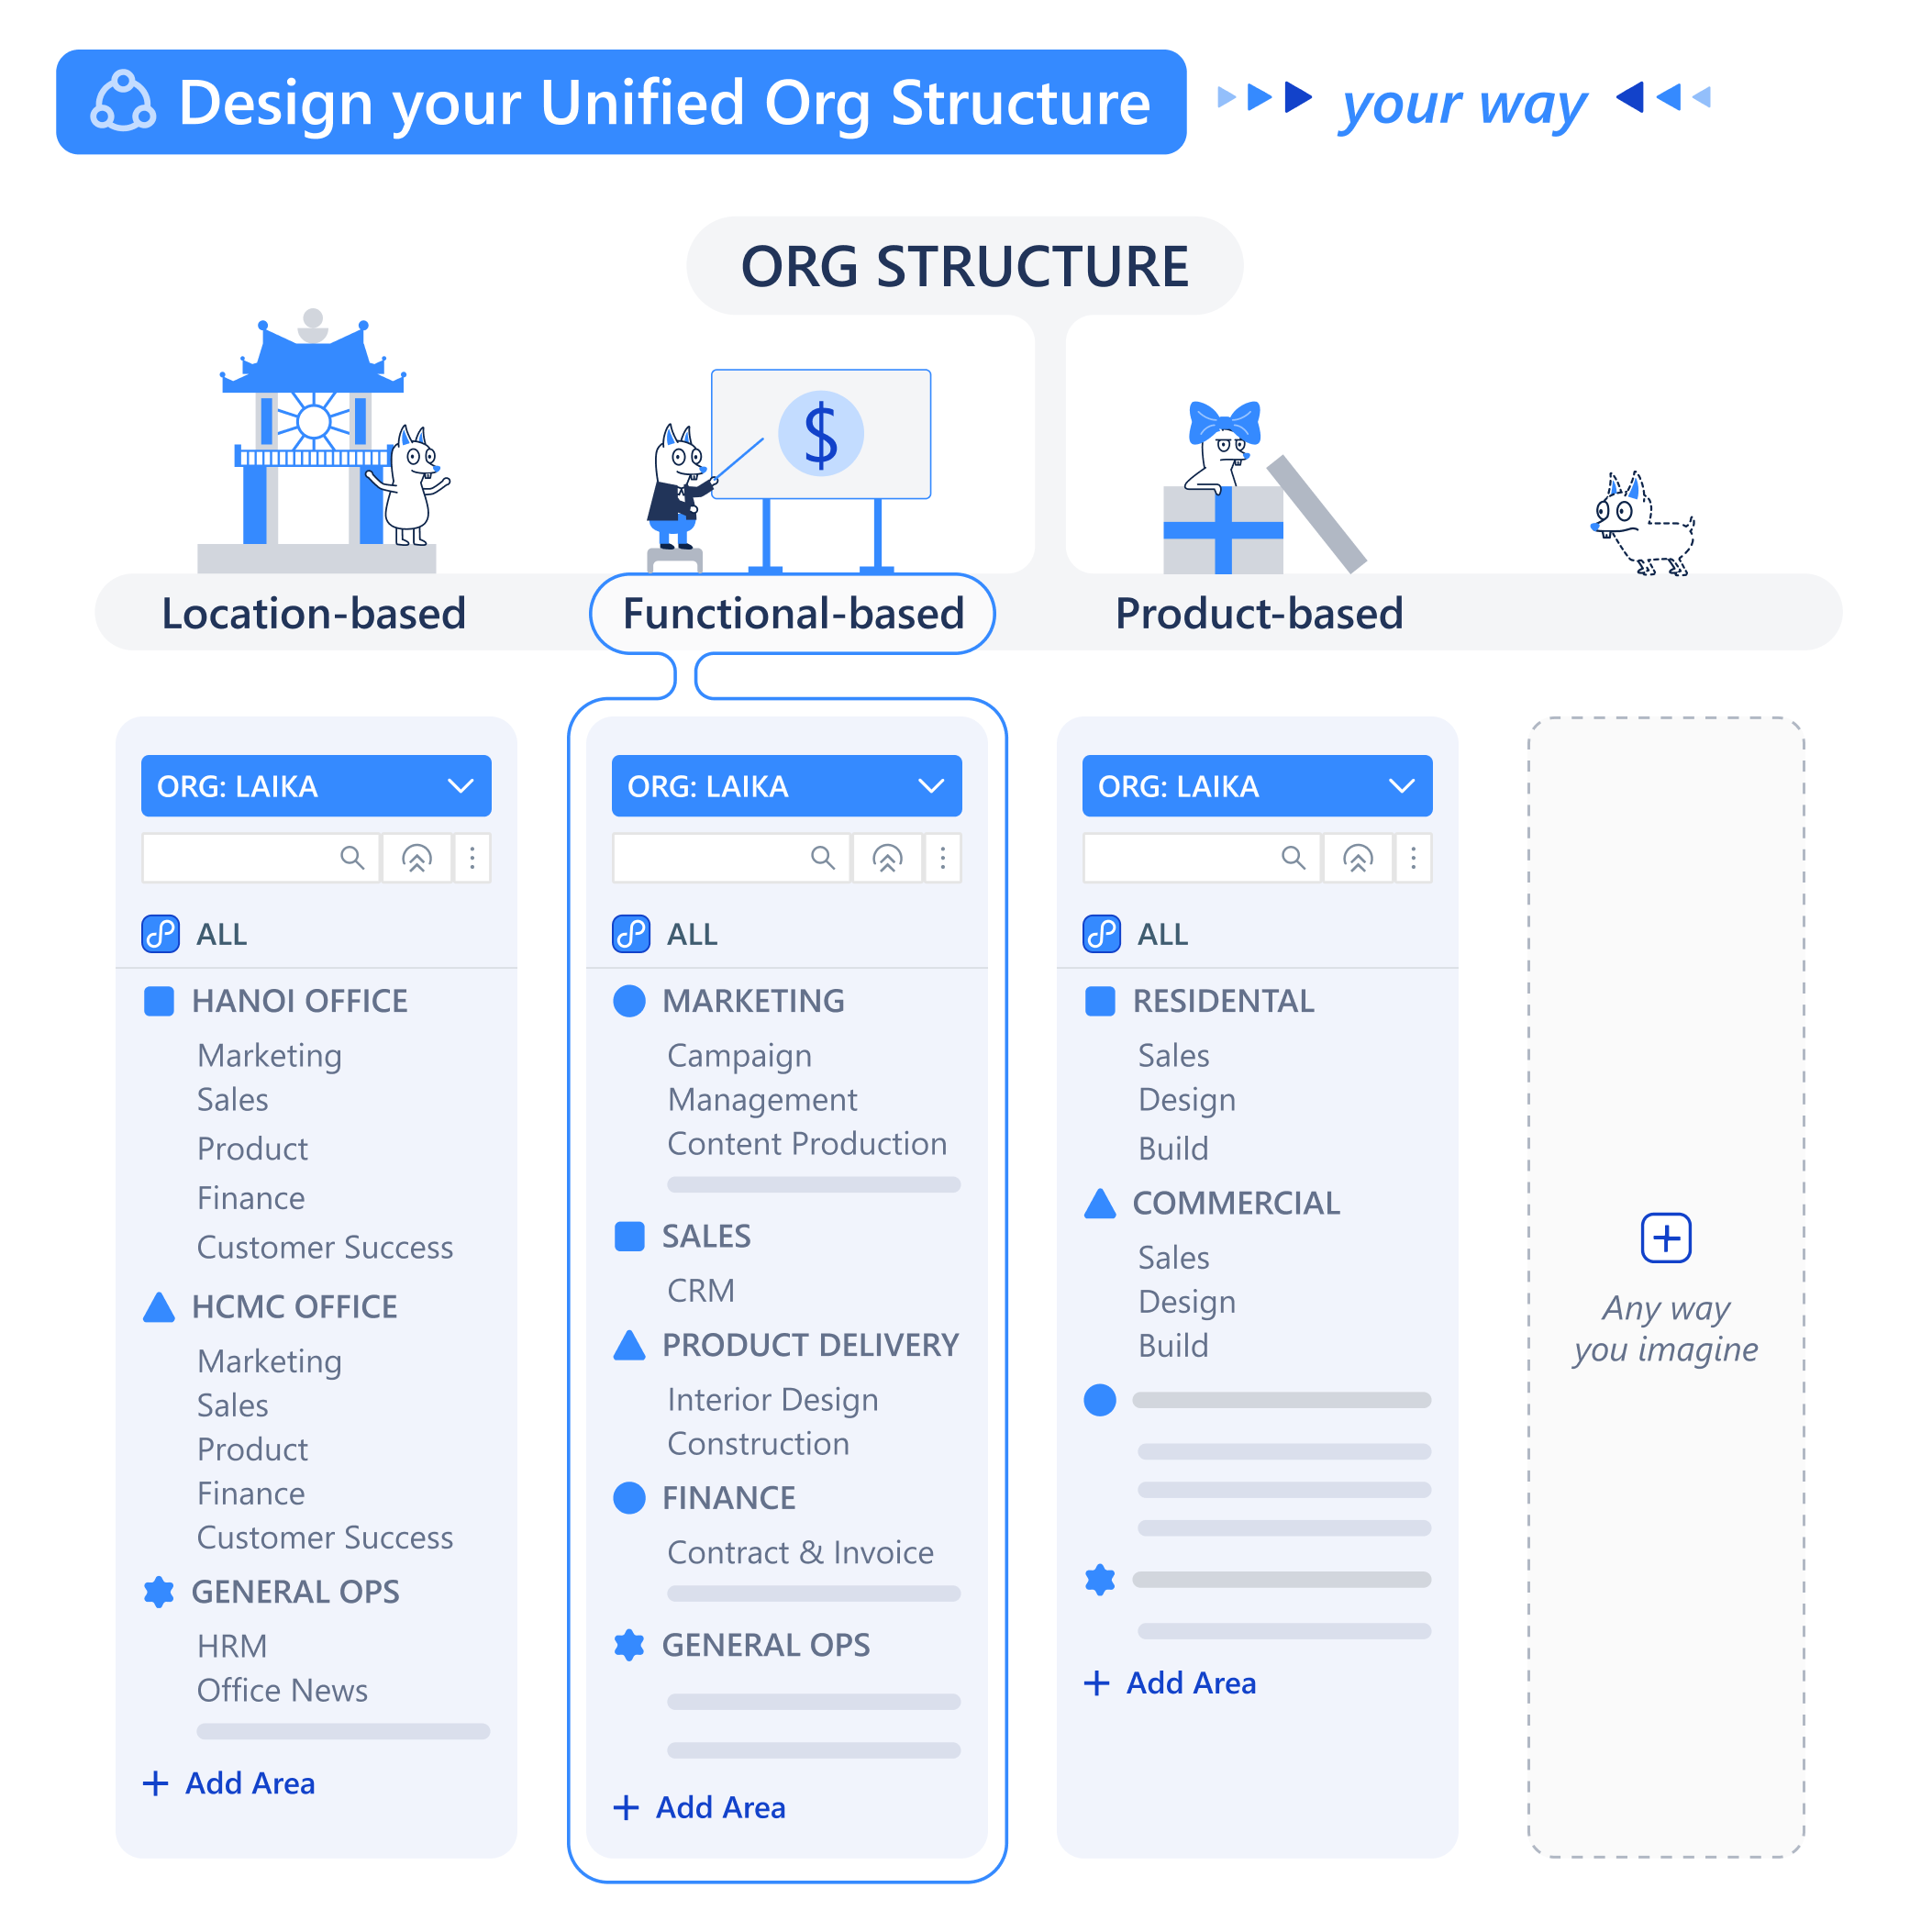 Design your Unified Org Structure
your way
ORG STRUCTURE
$
Location-based
Functional-based
Product-based
ORG: LAIKA
ALL
HANOI OFFICE
Marketing
Sales
Product
Finance
Customer Success
HCMC OFFICE
Marketing
Sales
Product
Finance
Customer Success
GENERAL OPS
HRM
Office News
+ Add Area
ORG: LAIKA
ALL
MARKETING
Campaign
Management
Content Production
SALES
CRM
PRODUCT DELIVERY
Interior Design
Construction
FINANCE
Contract & Invoice
GENERAL OPS
+ Add Area
ORG: LAIKA
ALL
RESIDENTAL
Sales
Design
Build
COMMERCIAL
Sales
Design
Build
+ Add Area
+
Any way
you imagine